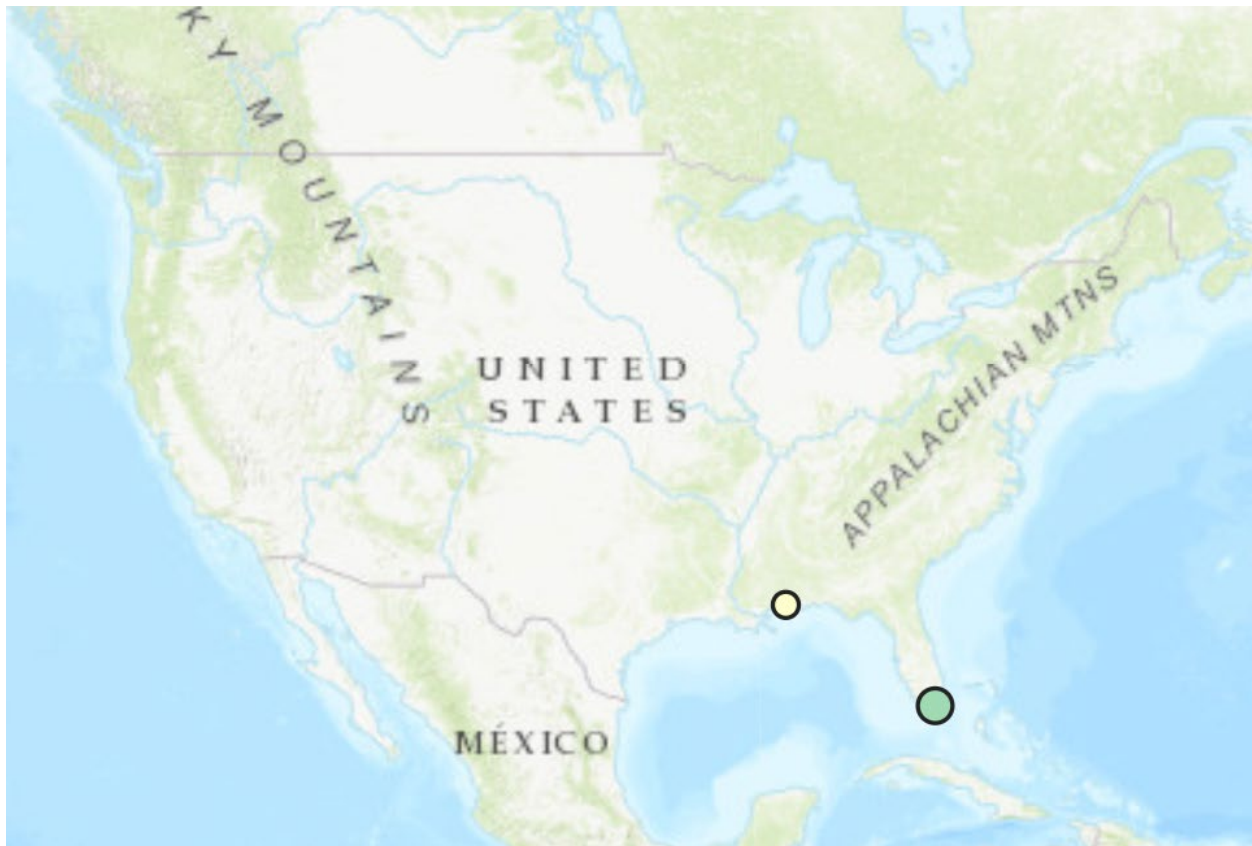 KY MOUNTAINS
UNITED
STATES
APPALACHIAN MTNS
MÉXICO